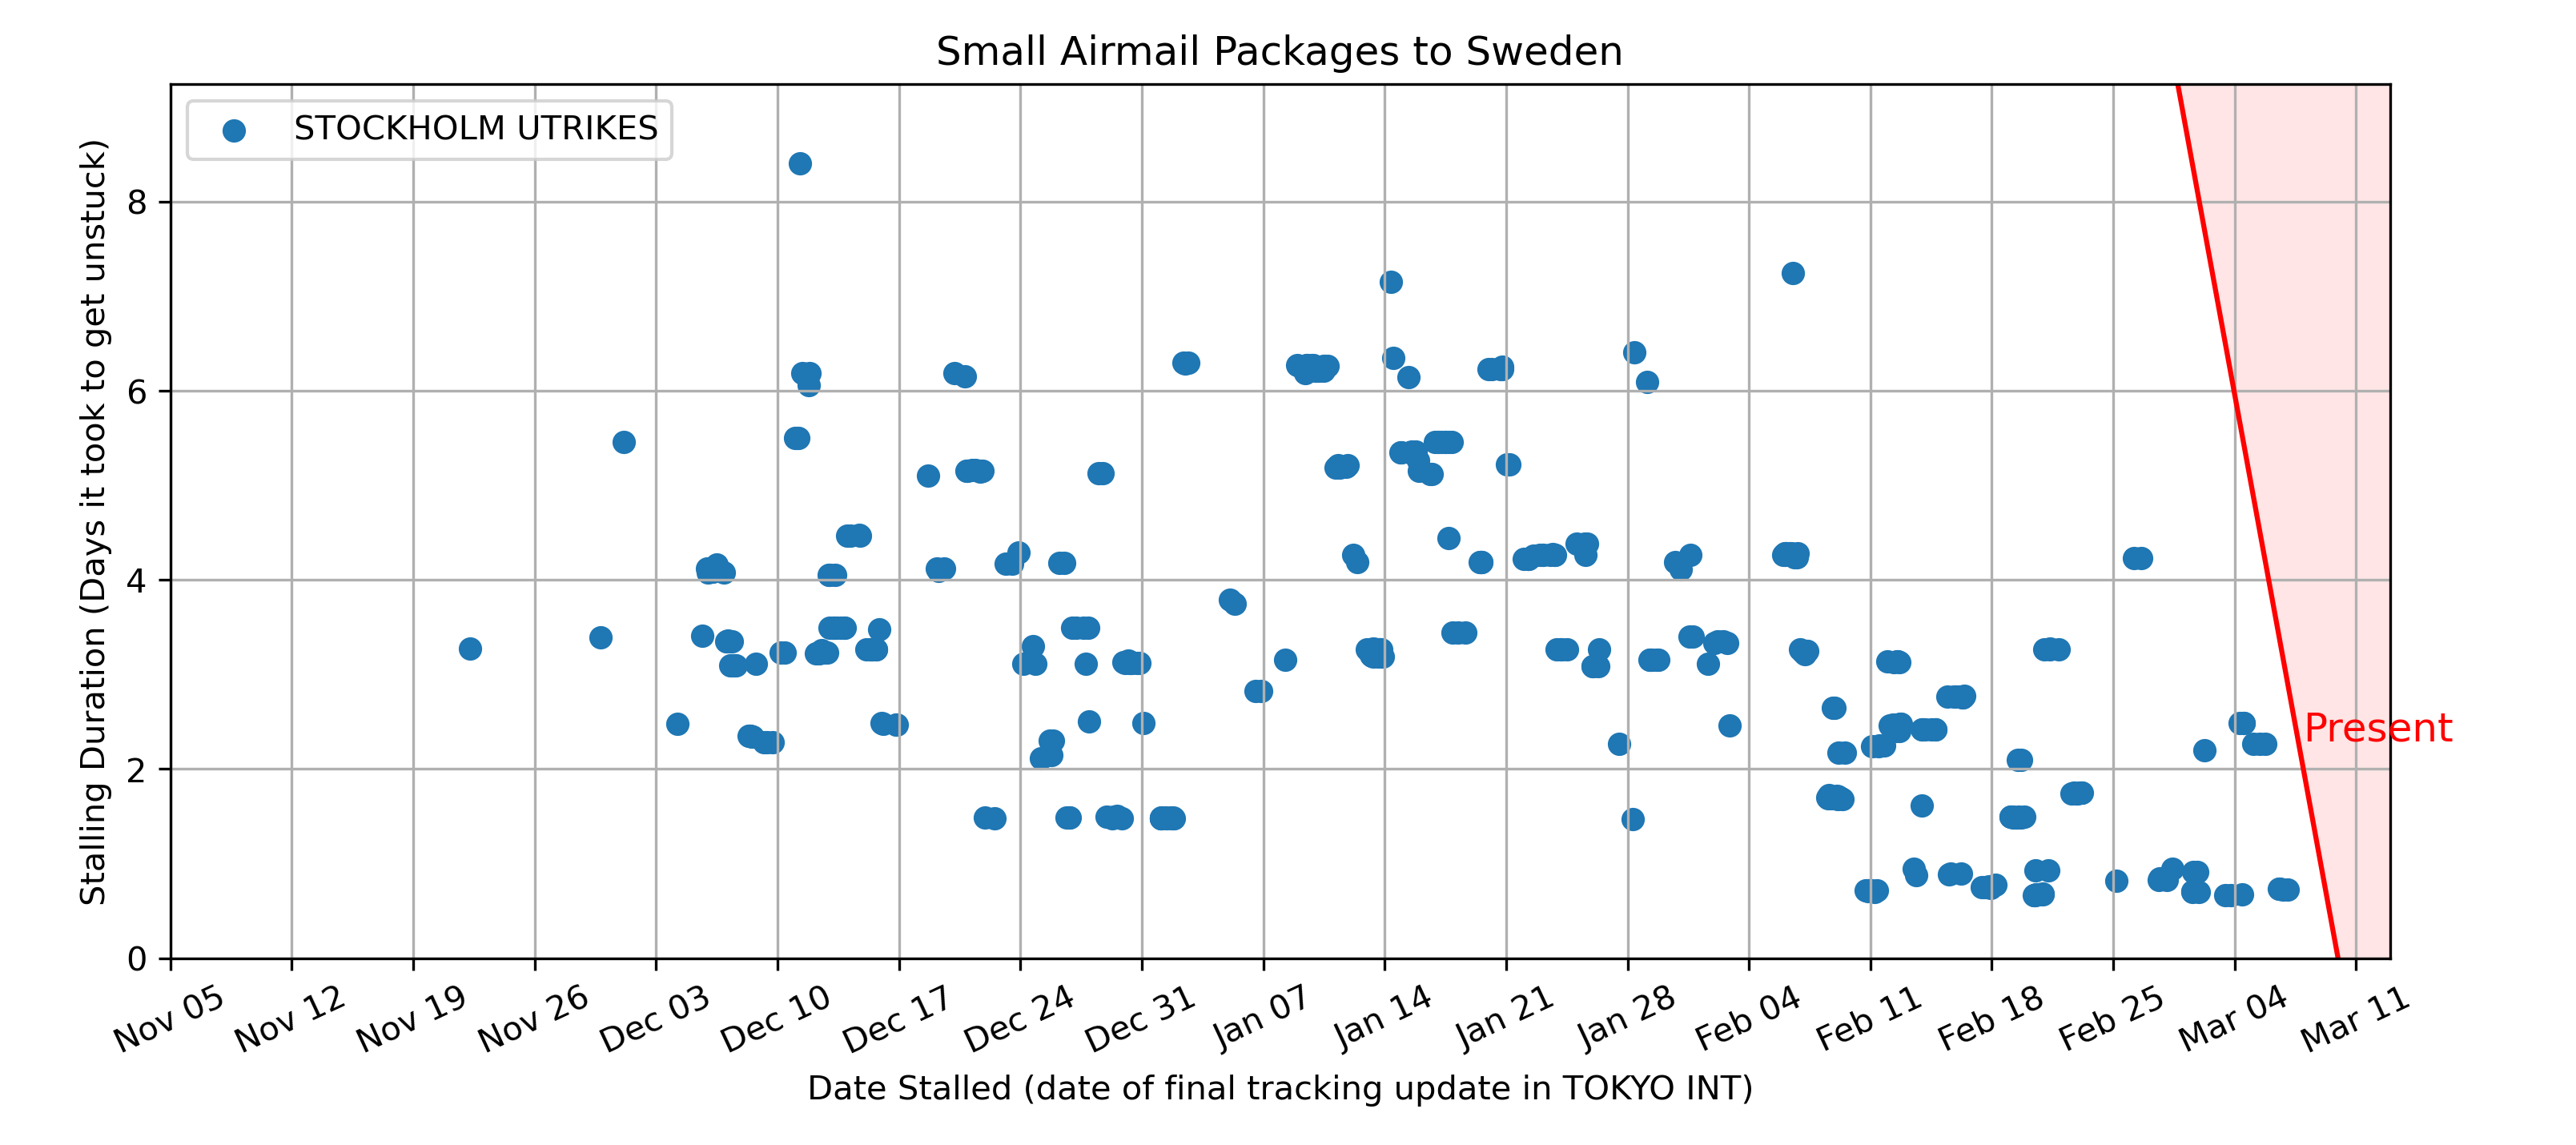 Small Airmail Packages to Sweden
STOCKHOLM UTRIKES
Stalling Duration (Days it took to get unstuck)
8
6
4
2
0
Present
Nov 05
Nov 12
Nov 19
Nov 26
Dec 03
Dec 10
Dec 17
Dec 24
Dec 31
Jan 07
Jan 14
Jan 21
Jan 28
Feb 04
Feb 11
Feb 18
Feb 25
Mar 04
Mar 11
Date Stalled (date of final tracking update in TOKYO INT)